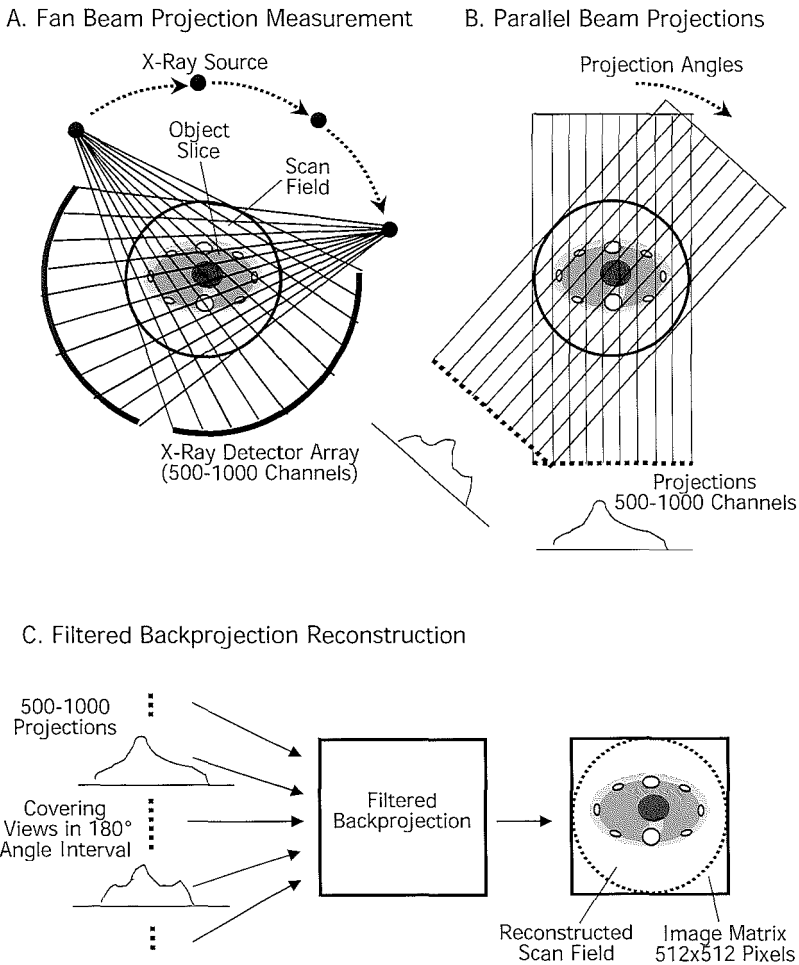 A. Fan Beam Projection Measurement
X-Ray Source
Object
Slice
Scan
Field
X-Ray Detector Array
(500-1000 Channels)
B. Parallel Beam Projections
Projection Angles
Projections
500-1000 Channels
C. Filtered Backprojection Reconstruction
500-1000
Projections
Covering
Views in 180°
Angle Interval
Filtered
Backprojection
Reconstructed
Scan Field
Image Matrix
512x512 Pixels